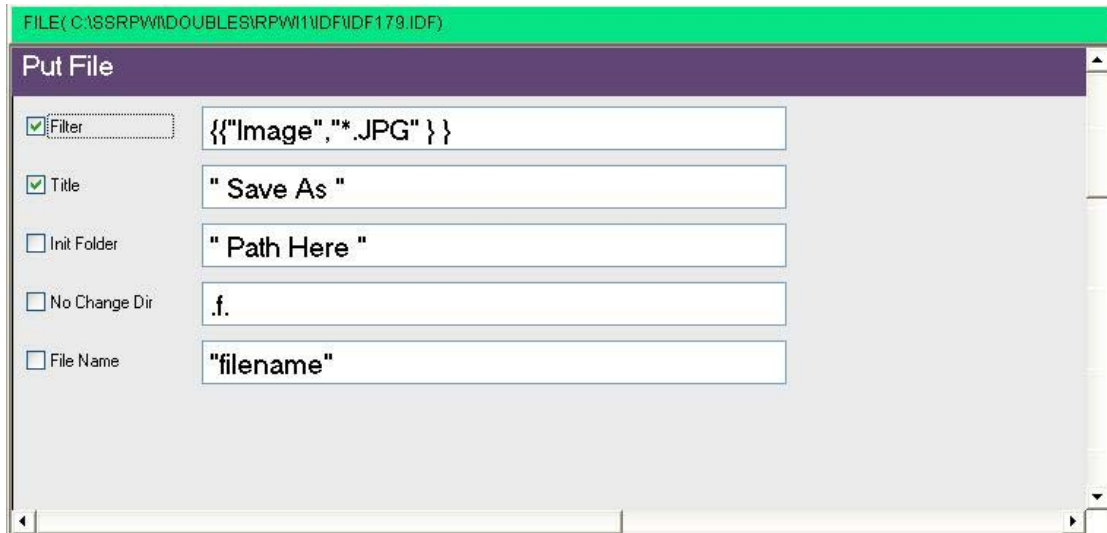 FILE( C:\SSRPWI\DOUBLES\RPWI1\IDF\IDF179.IDF)
Put File
Filter {{"Image","*.JPG" } }
Title " Save As "
Init Folder " Path Here "
No Change Dir .f.
File Name "filename"